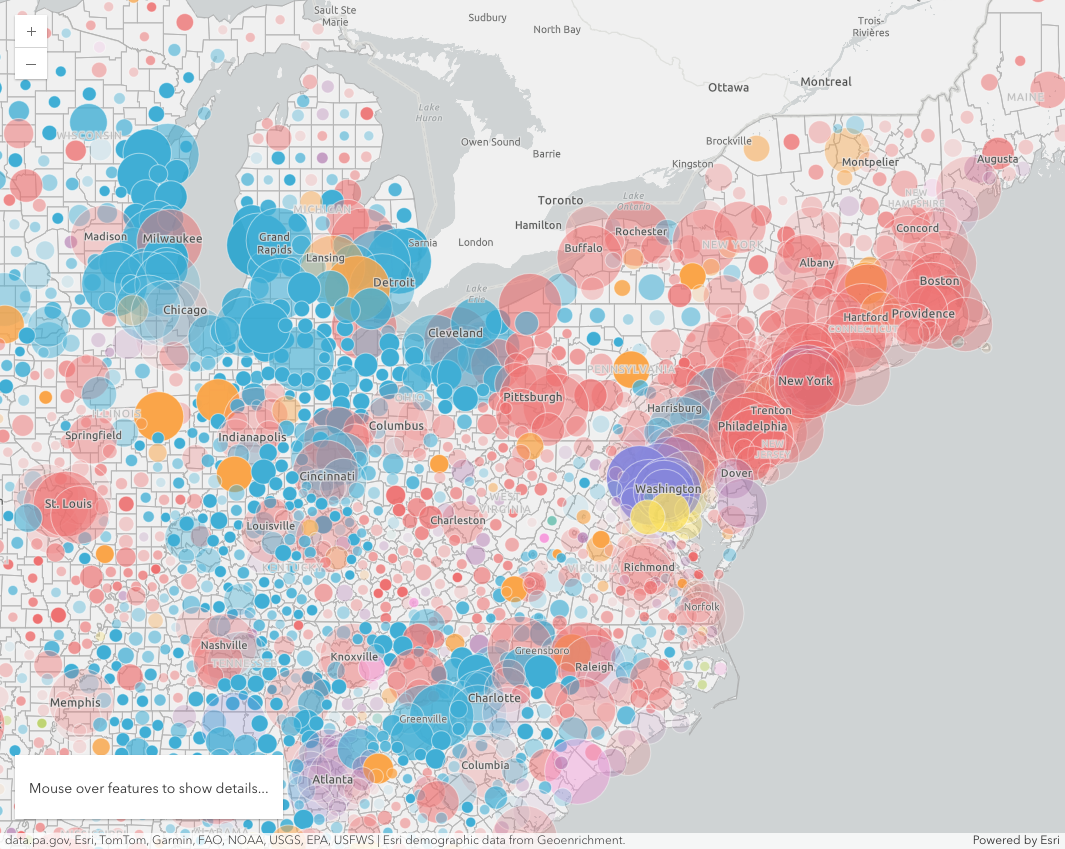 Sault Ste
Marie
Sudbury
North Bay
Trois-
Rivières
+
−
Ottawa
Montreal
MAINE
Lake
Huron
WISCONSIN
Owen Sound
Barrie
Brockville
Kingston
Montpelier
Augusta
NEW
HAMPSHIRE
Toronto
Lake
Ontario
MICHIGAN
Hamilton
Rochester
Concord
Madison
Milwaukee
Grand
Rapids
Lansing
Sarnia
London
Buffalo
NEW YORK
Albany
Detroit
Boston
Lake
Erie
Chicago
Hartford
Providence
CONNECTICUT
Cleveland
PENNSYLVANIA
New York
Pittsburgh
OHIO
Harrisburg
Trenton
ILLINOIS
Columbus
Philadelphia
Springfield
Indianapolis
NEW
JERSEY
Cincinnati
Dover
Washington
St. Louis
WEST
VIRGINIA
Charleston
Louisville
KENTUCKY
VIRGINIA
Richmond
Norfolk
Nashville
TENNESSEE
Knoxville
Greensboro
Raleigh
Memphis
Charlotte
Greenville
Columbia
Atlanta
Mouse over features to show details...
ALABAMA
data.pa.gov, Esri, TomTom, Garmin, FAO, NOAA, USGS, EPA, USFWS | Esri demographic data from Geoenrichment.
Powered by Esri